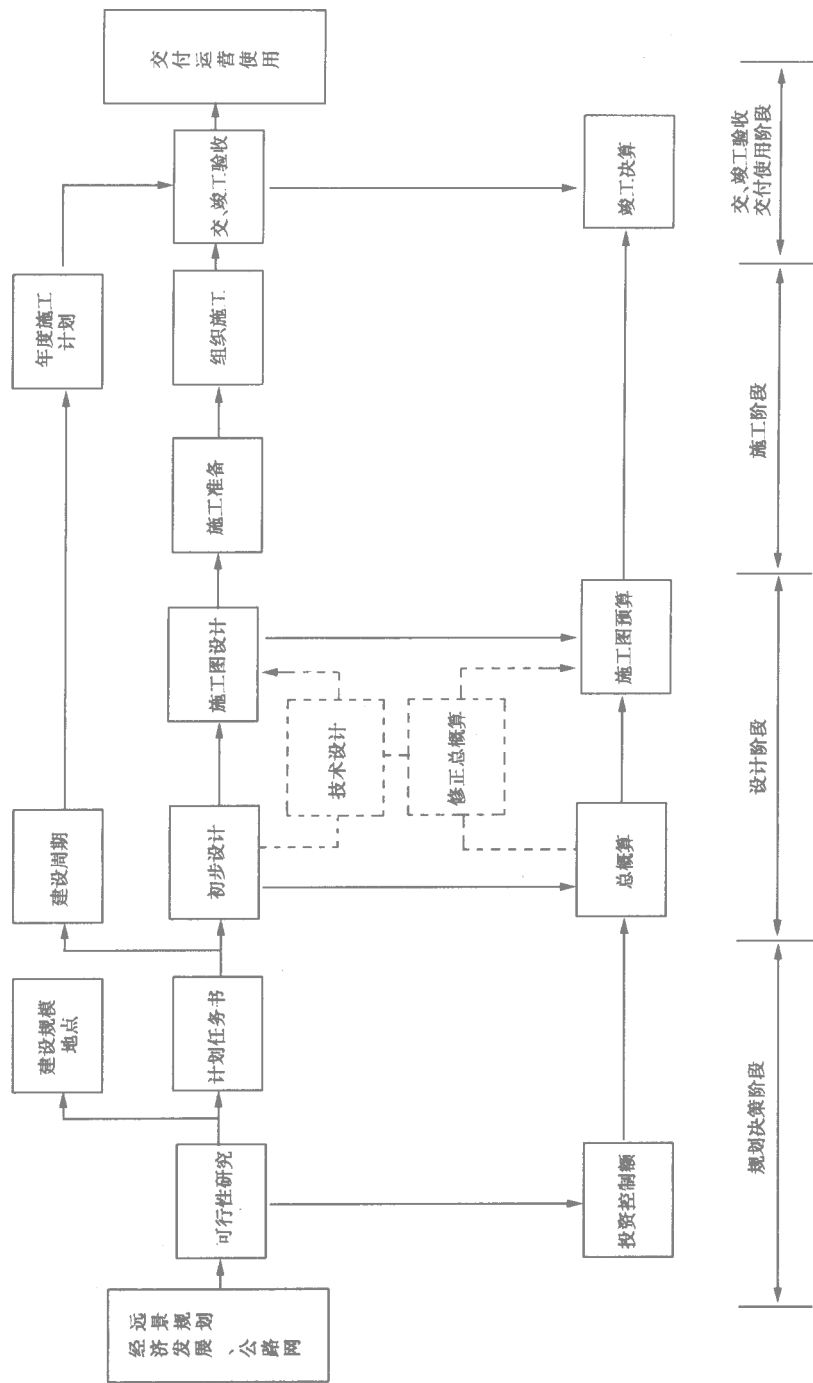 建设规模
地点
建设周期
年度施工
计划
经济发展、公路网
远景规划
可行性研究
计划任务书
初步设计
施工图设计
施工准备
组织施工
交、竣工验收
交付运营使用
技术设计
修正总概算
投资控制额
总概算
施工图预算
竣工决算
规划决策阶段
设计阶段
施工阶段
交、竣工验收
交付使用阶段